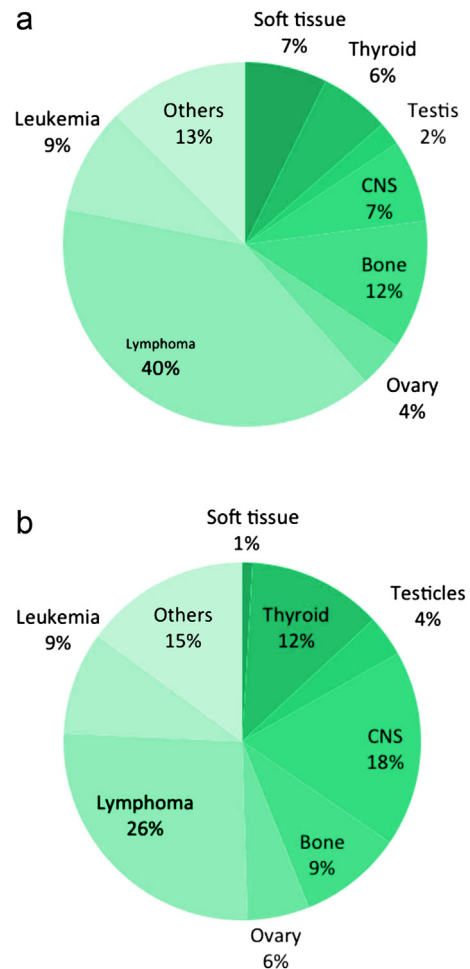 a
Soft tissue
7%
Thyroid
6%
Testis
2%
CNS
7%
Bone
12%
Ovary
4%
Lymphoma
40%
Leukemia
9%
Others
13%
b
Soft tissue
1%
Thyroid
12%
Testicles
4%
CNS
18%
Bone
9%
Ovary
6%
Lymphoma
26%
Leukemia
9%
Others
15%